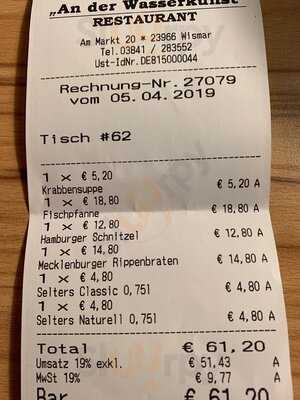 „An der Wasserkunst"
RESTAURANT
Am Markt 20 * 23966 Wismar
Tel.03841 / 283552
Ust-IdNr.DE815000044
Rechnung-Nr. 27079
vom 05.04.2019
Tisch #62
1 x € 5,20
Krabbensuppe € 5,20 A
1 x € 18,80
Fischpfanne € 18,80 A
1 x € 12,80
Hamburger Schnitzel € 12,80 A
1 x € 14,80
Mecklenburger Rippenbraten € 14,80 A
1 x € 4,80
Selters Classic 0,75l € 4,80 A
1 x € 4,80
Selters Naturell 0,75l € 4,80 A
Total € 61,20
Umsatz 19% exkl. € 51,43 A
MwSt 19% € 9,77 A
Bar € 61,20